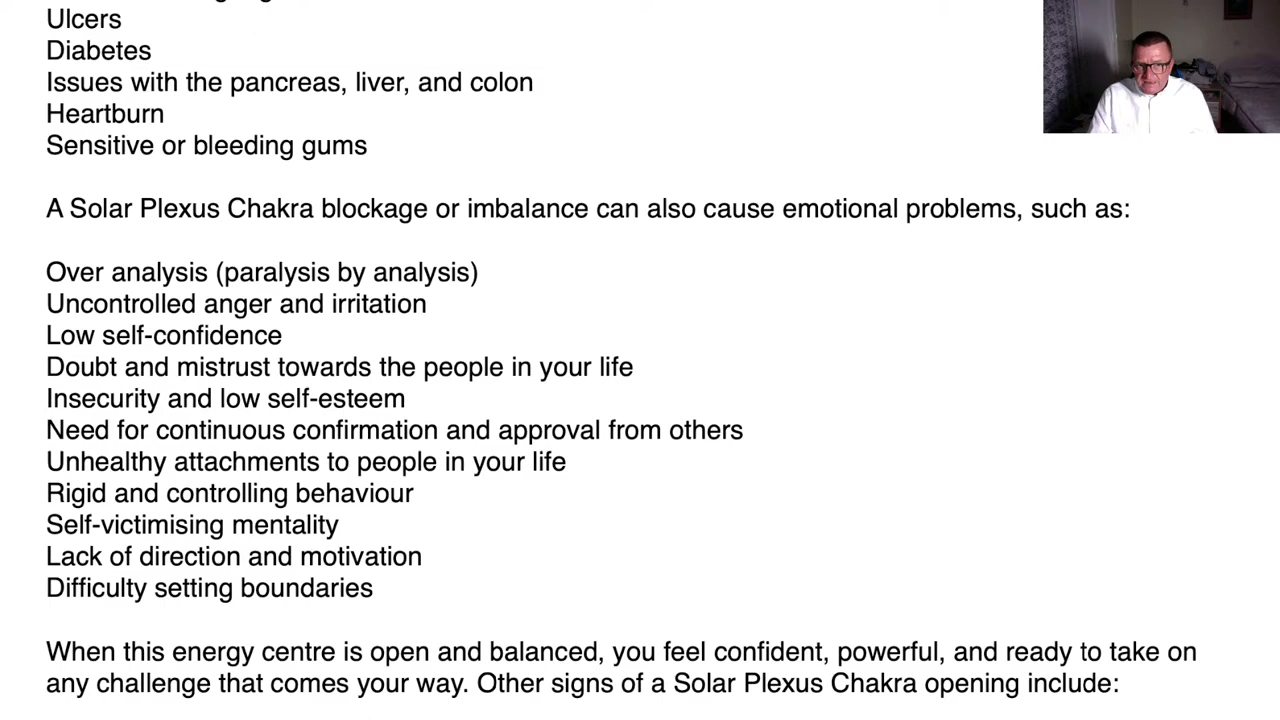 Ulcers
Diabetes
Issues with the pancreas, liver, and colon
Heartburn
Sensitive or bleeding gums
A Solar Plexus Chakra blockage or imbalance can also cause emotional problems, such as:
Over analysis (paralysis by analysis)
Uncontrolled anger and irritation
Low self-confidence
Doubt and mistrust towards the people in your life
Insecurity and low self-esteem
Need for continuous confirmation and approval from others
Unhealthy attachments to people in your life
Rigid and controlling behaviour
Self-victimising mentality
Lack of direction and motivation
Difficulty setting boundaries
When this energy centre is open and balanced, you feel confident, powerful, and ready to take on
any challenge that comes your way. Other signs of a Solar Plexus Chakra opening include: